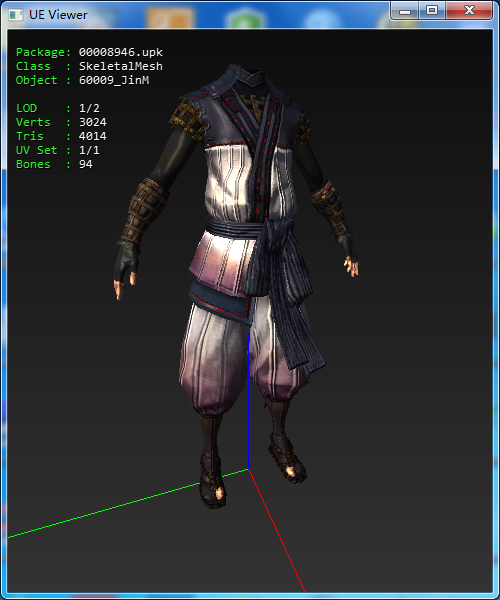 UE Viewer
Package: 00008946.upk
Class : SkeletalMesh
Object : 60009_JinM
LOD : 1/2
Verts : 3024
Tris : 4014
UV Set : 1/1
Bones : 94